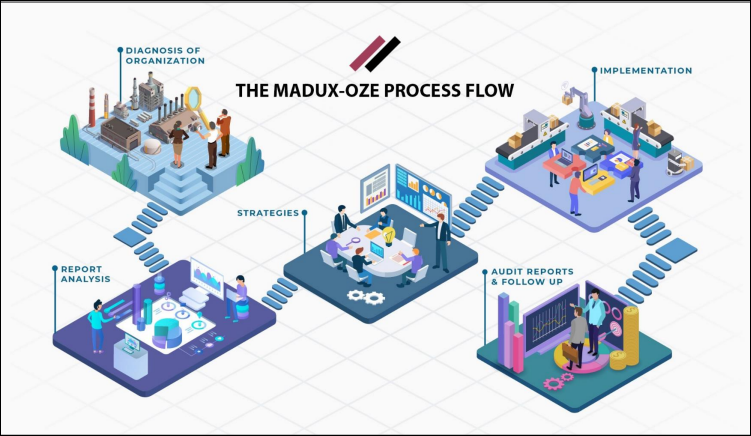 THE MADUX-OZE PROCESS FLOW
DIAGNOSIS OF
ORGANIZATION
REPORT
ANALYSIS
STRATEGIES
IMPLEMENTATION
AUDIT REPORTS
& FOLLOW UP